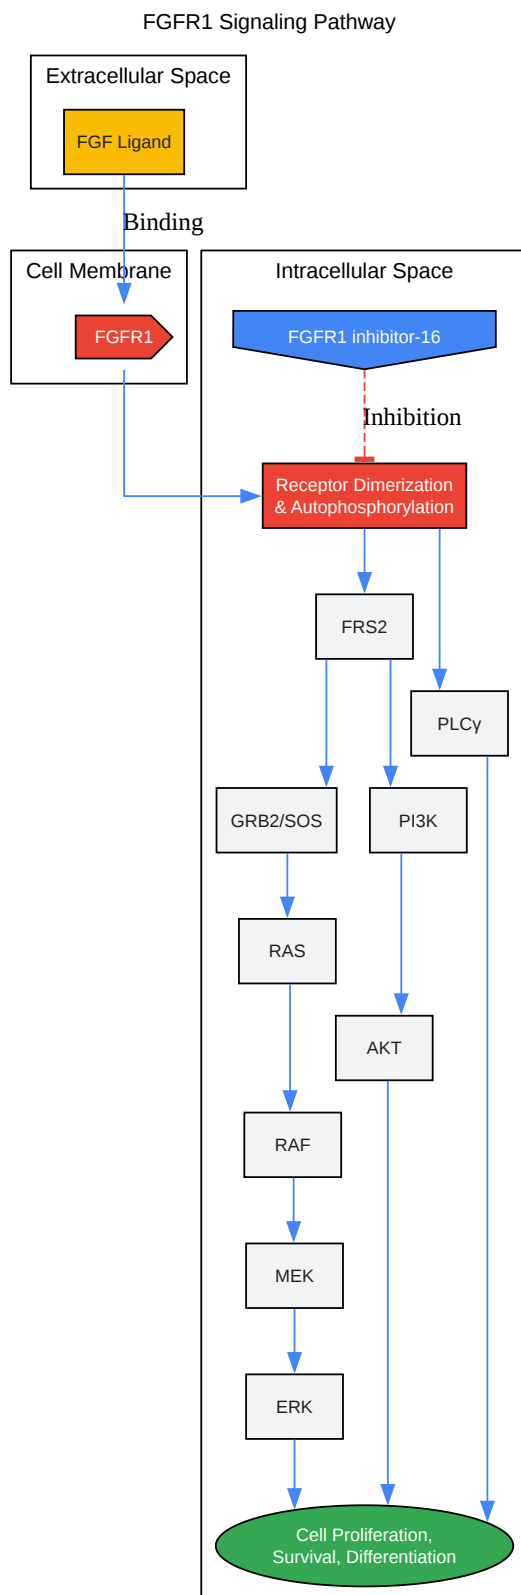 FGFR1 Signaling Pathway
Extracellular Space
FGF Ligand
Binding
Cell Membrane
FGFR1
Intracellular Space
FGFR1 inhibitor-16
Inhibition
Receptor Dimerization
& Autophosphorylation
FRS2
PLCγ
GRB2/SOS
PI3K
RAS
AKT
RAF
MEK
ERK
Cell Proliferation,
Survival, Differentiation